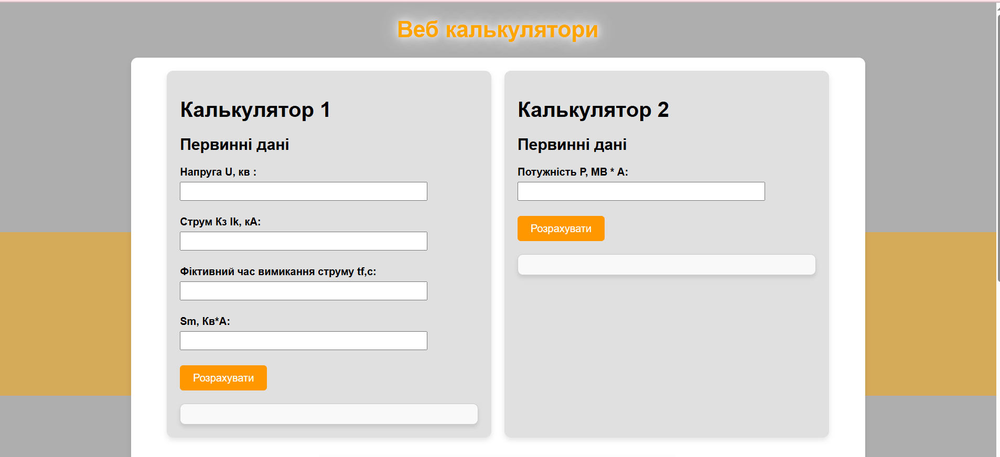 Веб калькулятори
Калькулятор 1
Первинні дані
Напруга U, кв :
Струм Кз Ik, кА:
Фіктивний час вимикання струму tf,с:
Sm, Кв*А:
Розрахувати
Калькулятор 2
Первинні дані
Потужність P, МВ * А:
Розрахувати